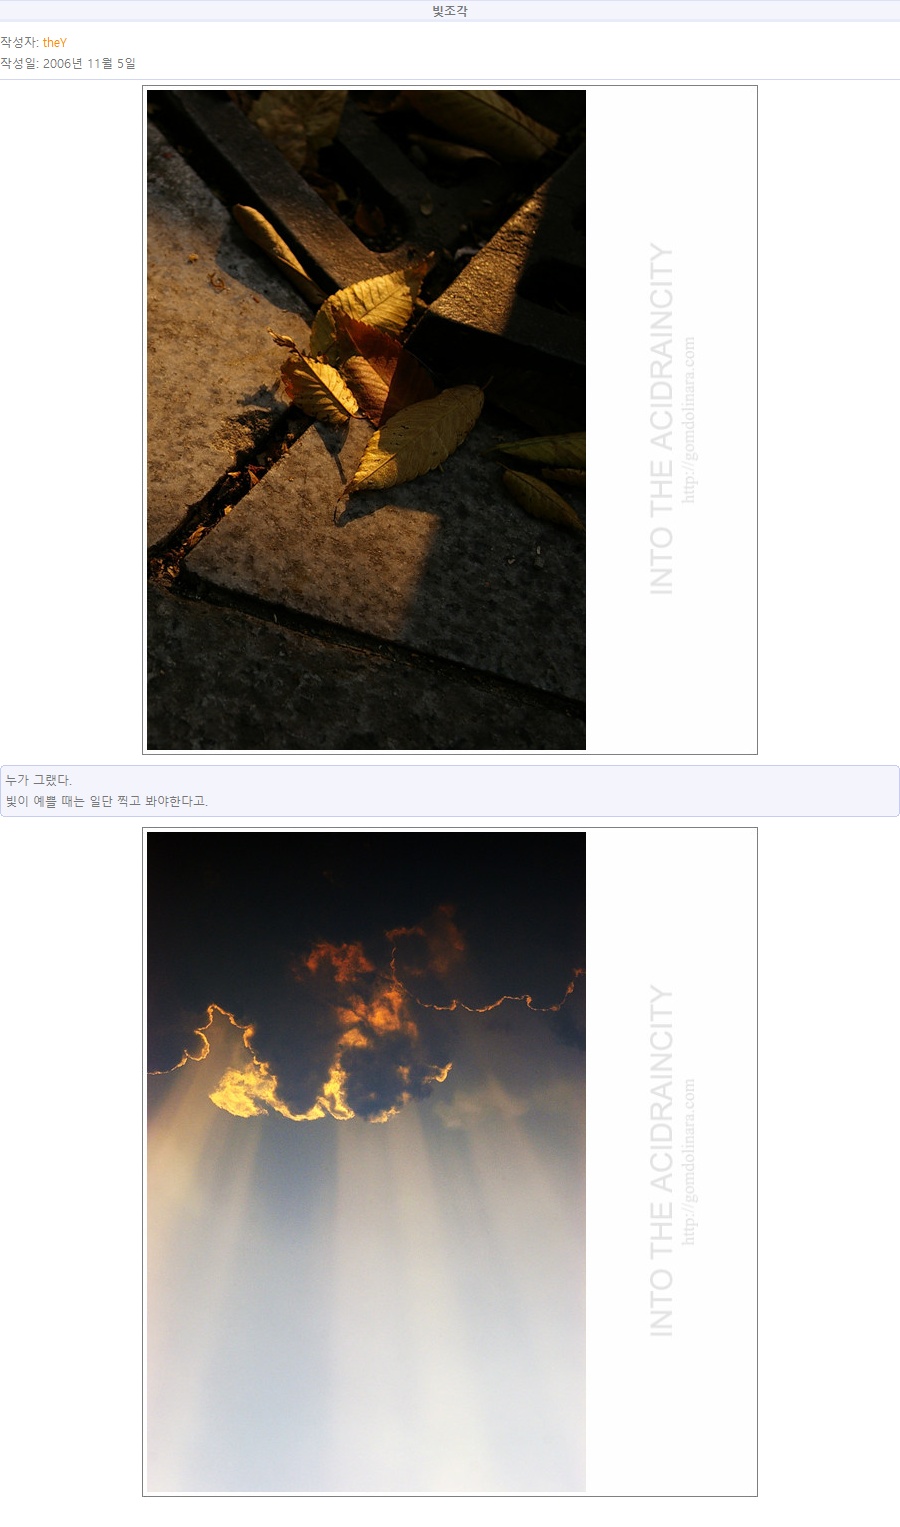 빛조각
작성자: theY
작성일: 2006년 11월 5일
INTO THE ACIDRAINCITY
http://gomdolinara.com
누가 그랬다.
빛이 예쁠 때는 일단 찍고 봐야한다고.
INTO THE ACIDRAINCITY
http://gomdolinara.com